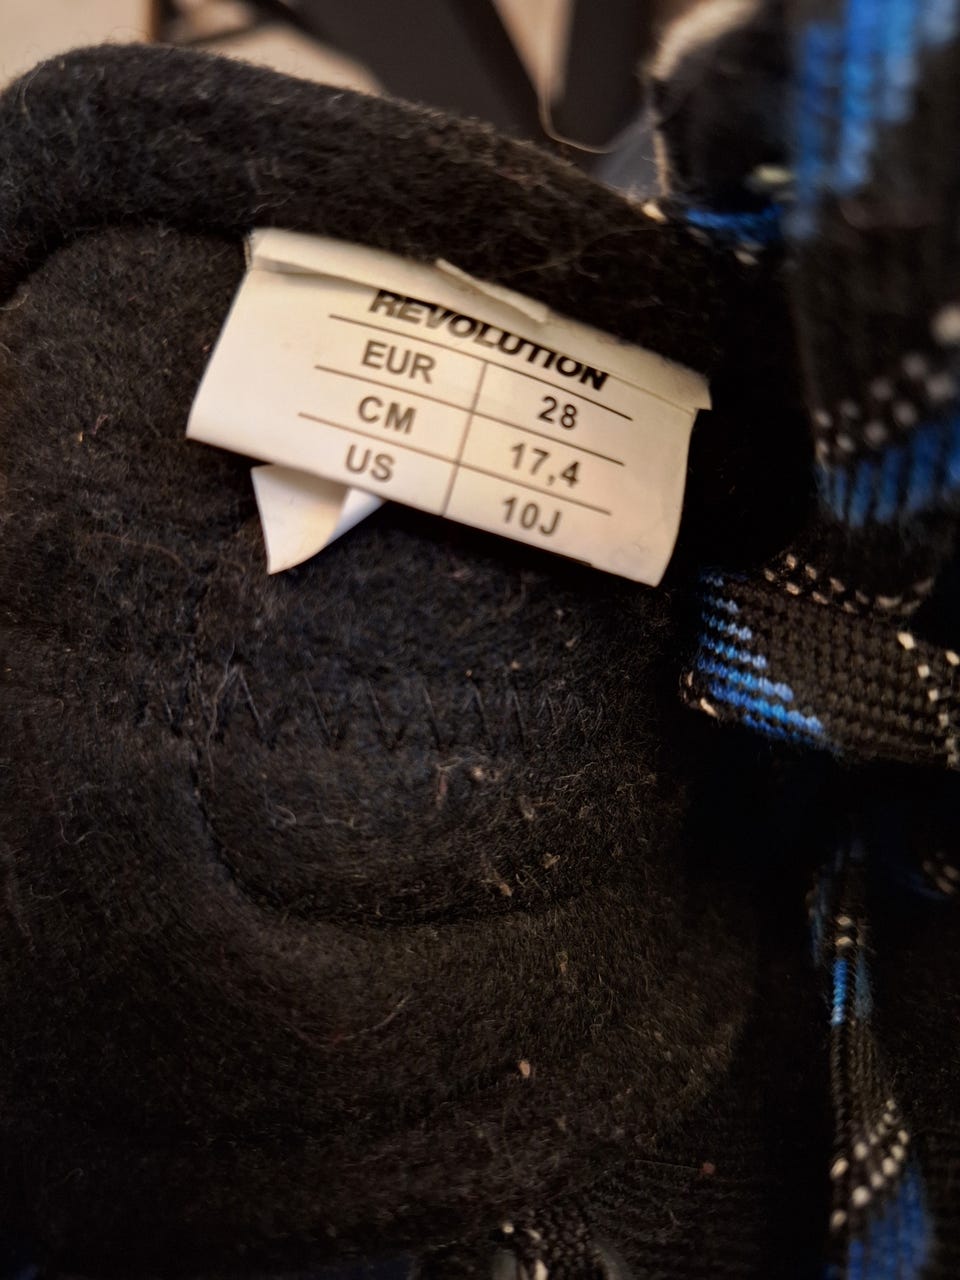 REVOLUTION
EUR 28
CM 17,4
US 10J